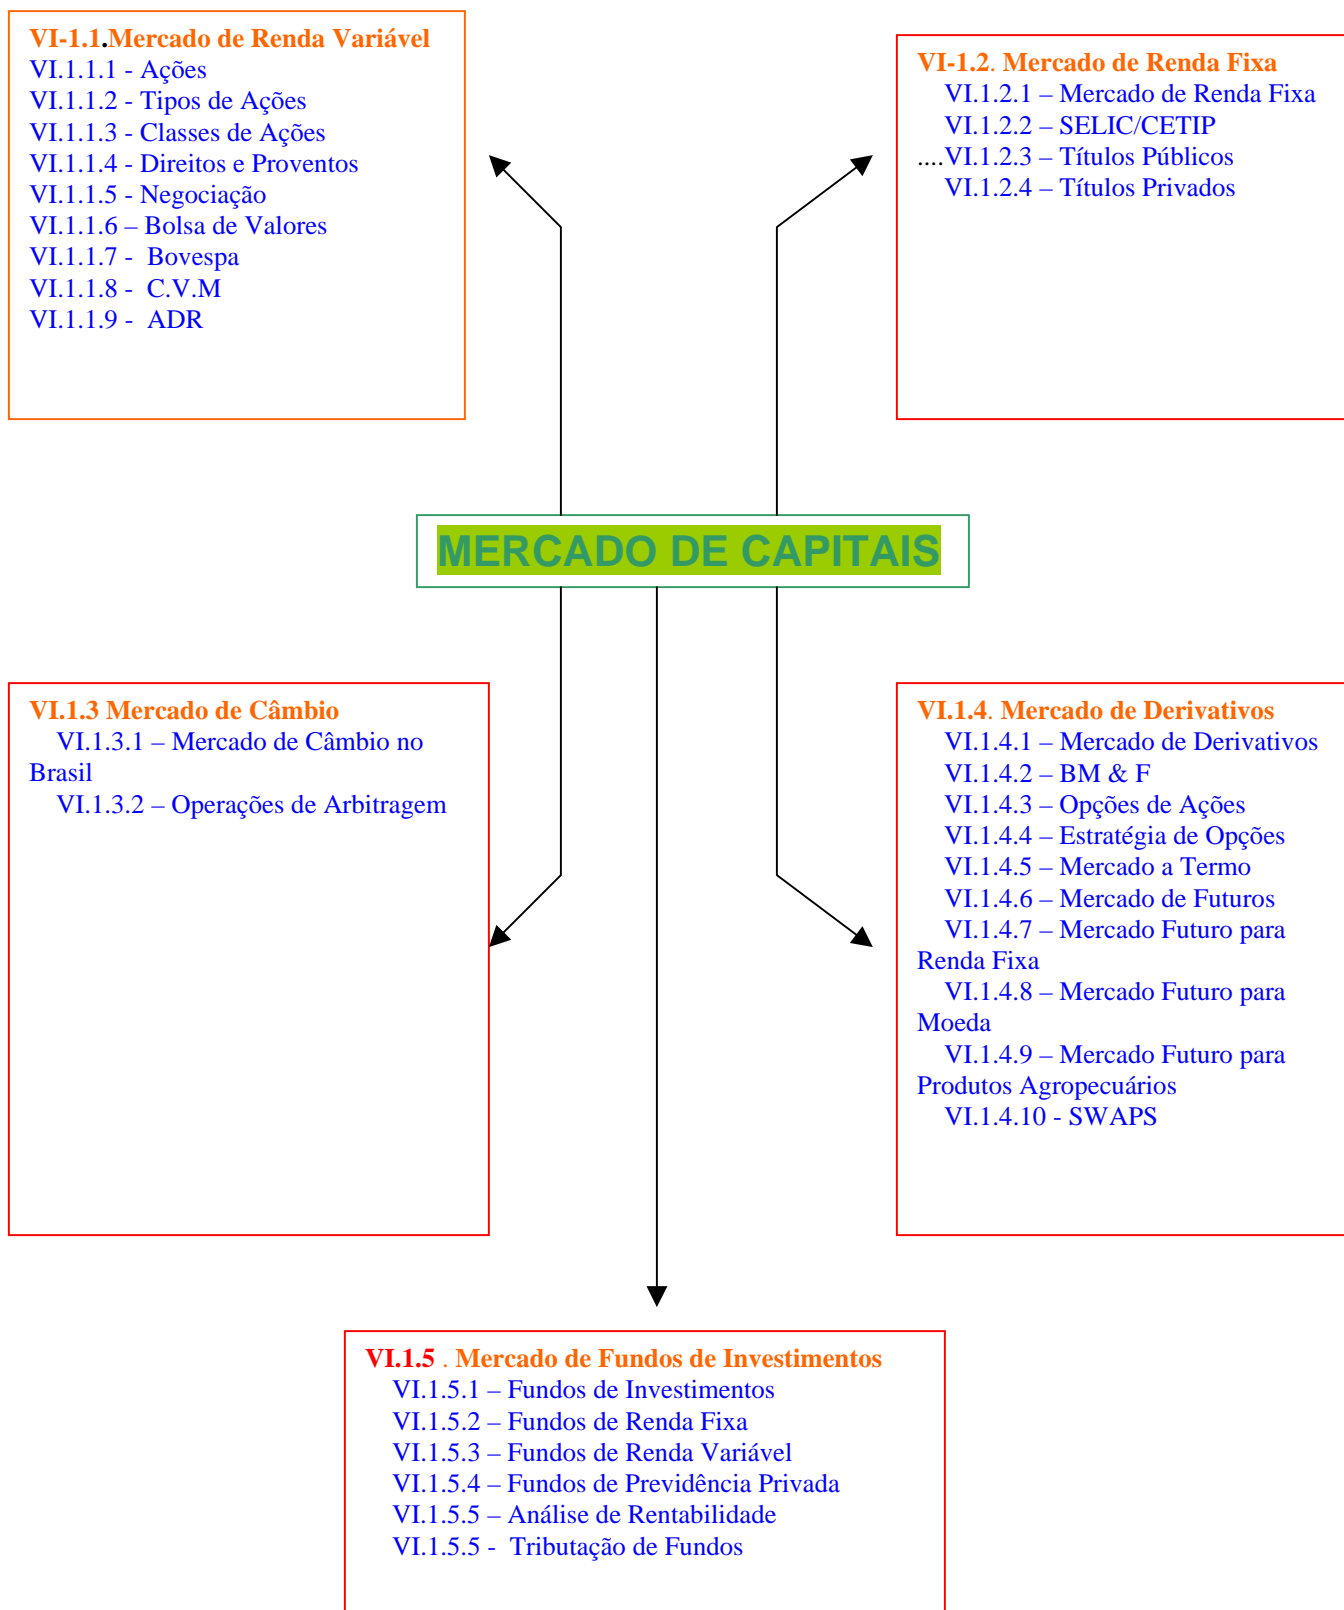 VI-1.1.Mercado de Renda Variável
VI.1.1.1 - Ações
VI.1.1.2 - Tipos de Ações
VI.1.1.3 - Classes de Ações
VI.1.1.4 - Direitos e Proventos
VI.1.1.5 - Negociação
VI.1.1.6 – Bolsa de Valores
VI.1.1.7 - Bovespa
VI.1.1.8 - C.V.M
VI.1.1.9 - ADR
VI-1.2. Mercado de Renda Fixa
VI.1.2.1 – Mercado de Renda Fixa
VI.1.2.2 – SELIC/CETIP
....VI.1.2.3 – Títulos Públicos
VI.1.2.4 – Títulos Privados
MERCADO DE CAPITAIS
VI.1.3 Mercado de Câmbio
VI.1.3.1 – Mercado de Câmbio no
Brasil
VI.1.3.2 – Operações de Arbitragem
VI.1.4. Mercado de Derivativos
VI.1.4.1 – Mercado de Derivativos
VI.1.4.2 – BM & F
VI.1.4.3 – Opções de Ações
VI.1.4.4 – Estratégia de Opções
VI.1.4.5 – Mercado a Termo
VI.1.4.6 – Mercado de Futuros
VI.1.4.7 – Mercado Futuro para
Renda Fixa
VI.1.4.8 – Mercado Futuro para
Moeda
VI.1.4.9 – Mercado Futuro para
Produtos Agropecuários
VI.1.4.10 - SWAPS
VI.1.5 . Mercado de Fundos de Investimentos
VI.1.5.1 – Fundos de Investimentos
VI.1.5.2 – Fundos de Renda Fixa
VI.1.5.3 – Fundos de Renda Variável
VI.1.5.4 – Fundos de Previdência Privada
VI.1.5.5 – Análise de Rentabilidade
VI.1.5.5 - Tributação de Fundos